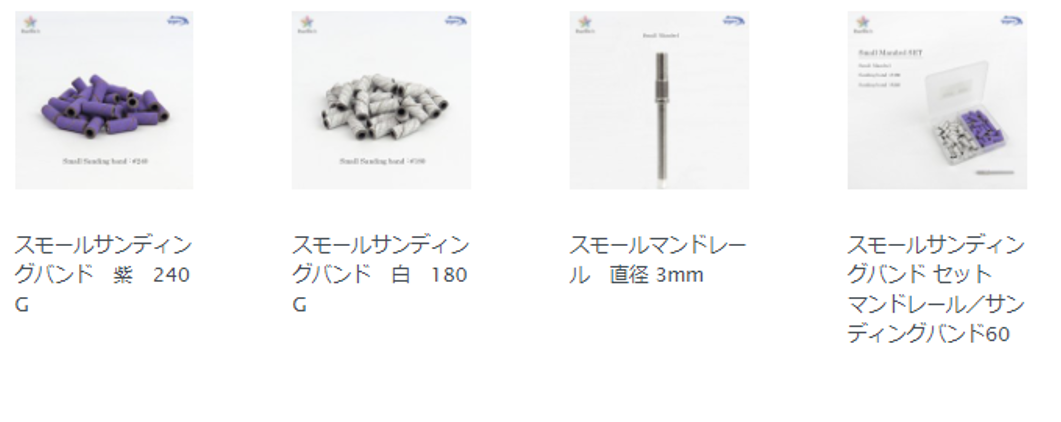 Small Sanding band : #240
スモールサンディン
グバンド　紫　240
G
Small Sanding band : #180
スモールサンディン
グバンド　白　180
G
Small Mandrel
スモールマンドレー
ル　直径 3mm
Small Mandrel SET
Small Mandrel
スモールサンディン
グバンド セット
マンドレール／サン
ディングバンド60